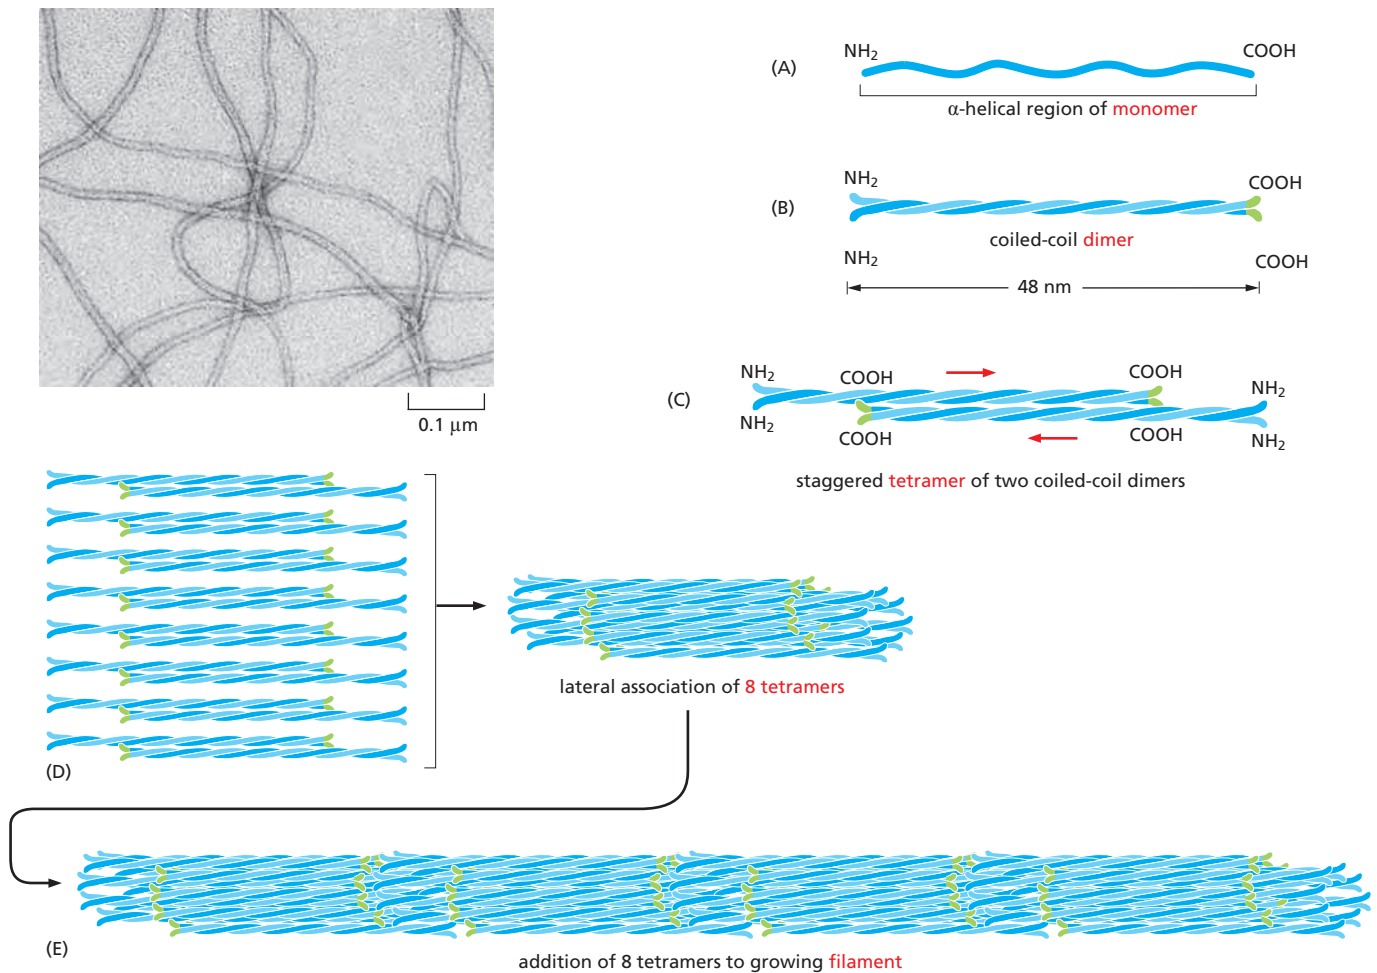 (A)
NH2
COOH
α-helical region of monomer
(B)
NH2
COOH
coiled-coil dimer
NH2
COOH
48 nm
0.1 µm
(C)
NH2
COOH
COOH
NH2
NH2
COOH
COOH
NH2
staggered tetramer of two coiled-coil dimers
lateral association of 8 tetramers
(D)
(E)
addition of 8 tetramers to growing filament